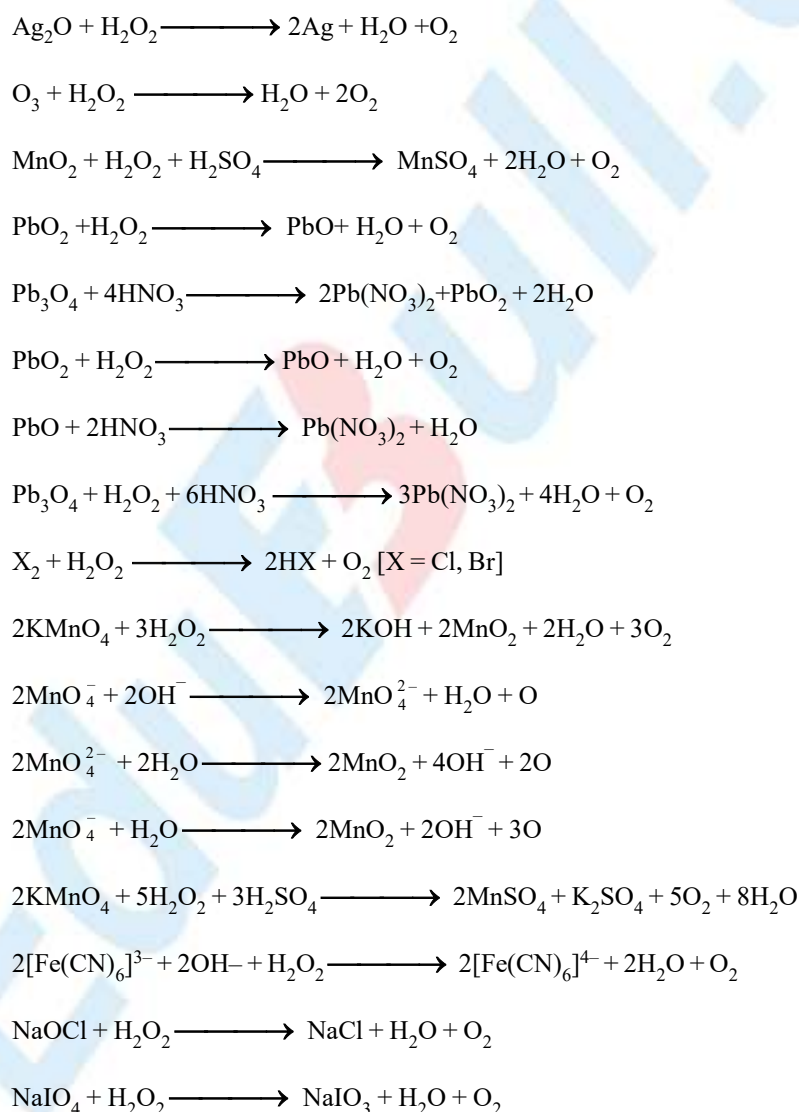 Ag₂O + H₂O₂ ⟶ 2Ag + H₂O +O₂
O₃ + H₂O₂ ⟶ H₂O + 2O₂
MnO₂ + H₂O₂ + H₂SO₄ ⟶ MnSO₄ + 2H₂O + O₂
PbO₂ +H₂O₂ ⟶ PbO+ H₂O + O₂
Pb₃O₄ + 4HNO₃ ⟶ 2Pb(NO₃)₂+PbO₂ + 2H₂O
PbO₂ + H₂O₂ ⟶ PbO + H₂O + O₂
PbO + 2HNO₃ ⟶ Pb(NO₃)₂ + H₂O
Pb₃O₄ + H₂O₂ + 6HNO₃ ⟶ 3Pb(NO₃)₂ + 4H₂O + O₂
X₂ + H₂O₂ ⟶ 2HX + O₂ [X = Cl, Br]
2KMnO₄ + 3H₂O₂ ⟶ 2KOH + 2MnO₂ + 2H₂O + 3O₂
2MnO₄⁻ + 2OH⁻ ⟶ 2MnO₄²⁻ + H₂O + O
2MnO₄²⁻ + 2H₂O ⟶ 2MnO₂ + 4OH⁻ + 2O
2MnO₄⁻ + H₂O ⟶ 2MnO₂ + 2OH⁻ + 3O
2KMnO₄ + 5H₂O₂ + 3H₂SO₄ ⟶ 2MnSO₄ + K₂SO₄ + 5O₂ + 8H₂O
2[Fe(CN)₆]³⁻ + 2OH– + H₂O₂ ⟶ 2[Fe(CN)₆]⁴⁻ + 2H₂O + O₂
NaOCl + H₂O₂ ⟶ NaCl + H₂O + O₂
NaIO₄ + H₂O₂ ⟶ NaIO₃ + H₂O + O₂